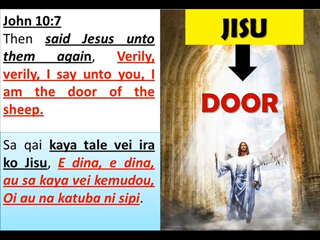 John 10:7
Then said Jesus unto
them again, Verily,
verily, I say unto you, I
am the door of the
sheep.
Sa qai kaya tale vei ira
ko Jisu, E dina, e dina,
au sa kaya vei kemudou,
Oi au na katuba ni sipi.
JISU
DOOR